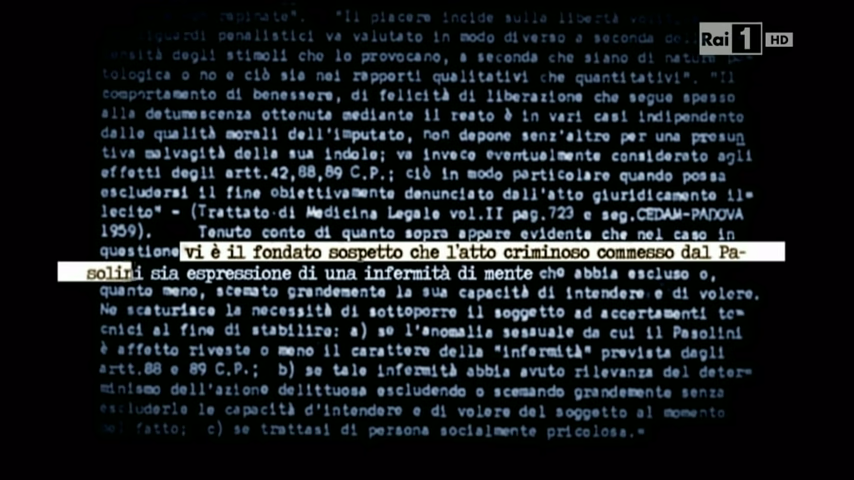 rapinate". "Il piacere incide sulla libertà
riguardi penalistici va valutato in modo diverso a seconda
densità degli stimoli che lo provocano, a seconda che siano di natura
tologica o no e ciò sia nei rapporti qualitativi che quantitativi". "Il
comportamento di benessere, di felicità di liberazione che segue spesso
alla detumescenza ottenuta mediante il reato è in vari casi indipendente
dalle qualità morali dell'imputato, non depone senz'altro per una presun
tiva malvagità della sua indole; va invece eventualmente considerato agli
effetti degli artt.42,88,89 C.P.; ciò in modo particolare quando possa
escludersi il fine obiettivamente denunciato dall'atto giuridicamente il=
lecito" - (Trattato di Medicina Legale vol.II pag.723 e seg.CEDAM-PADOVA
1959). Tenuto conto di quanto sopra appare evidente che nel caso in
questione vi è il fondato sospetto che l'atto criminoso commesso dal Pa-
solini sia espressione di una infermità di mente che abbia escluso o,
quanto meno, scemato grandemente la sua capacità di intendere e di volere.
Ne scaturisce la necessità di sottoporre il soggetto ad accertamenti te=
cnici al fine di stabilire: a) se l'anomalia sessuale da cui il Pasolini
è affetto riveste o meno il carattere della "infermità" prevista dagli
artt.88 e 89 C.P.; b) se tale infermità abbia avuto rilevanza del deter=
minismo dell'azione delittuosa escludendo o scemando grandemente senza
escluderle le capacità d'intendere e di volere del soggetto al momento
del fatto; c) se trattasi di persona socialmente pricolosa.=
Rai 1 HD